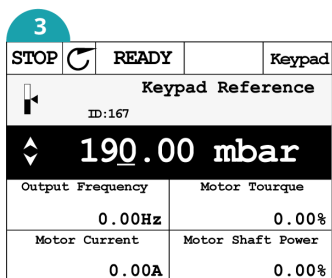 3
STOP READY Keypad
Keypad Reference
ID:167
190.00 mbar
Output Frequency Motor Tourque
0.00Hz 0.00%
Motor Current Motor Shaft Power
0.00A 0.00%